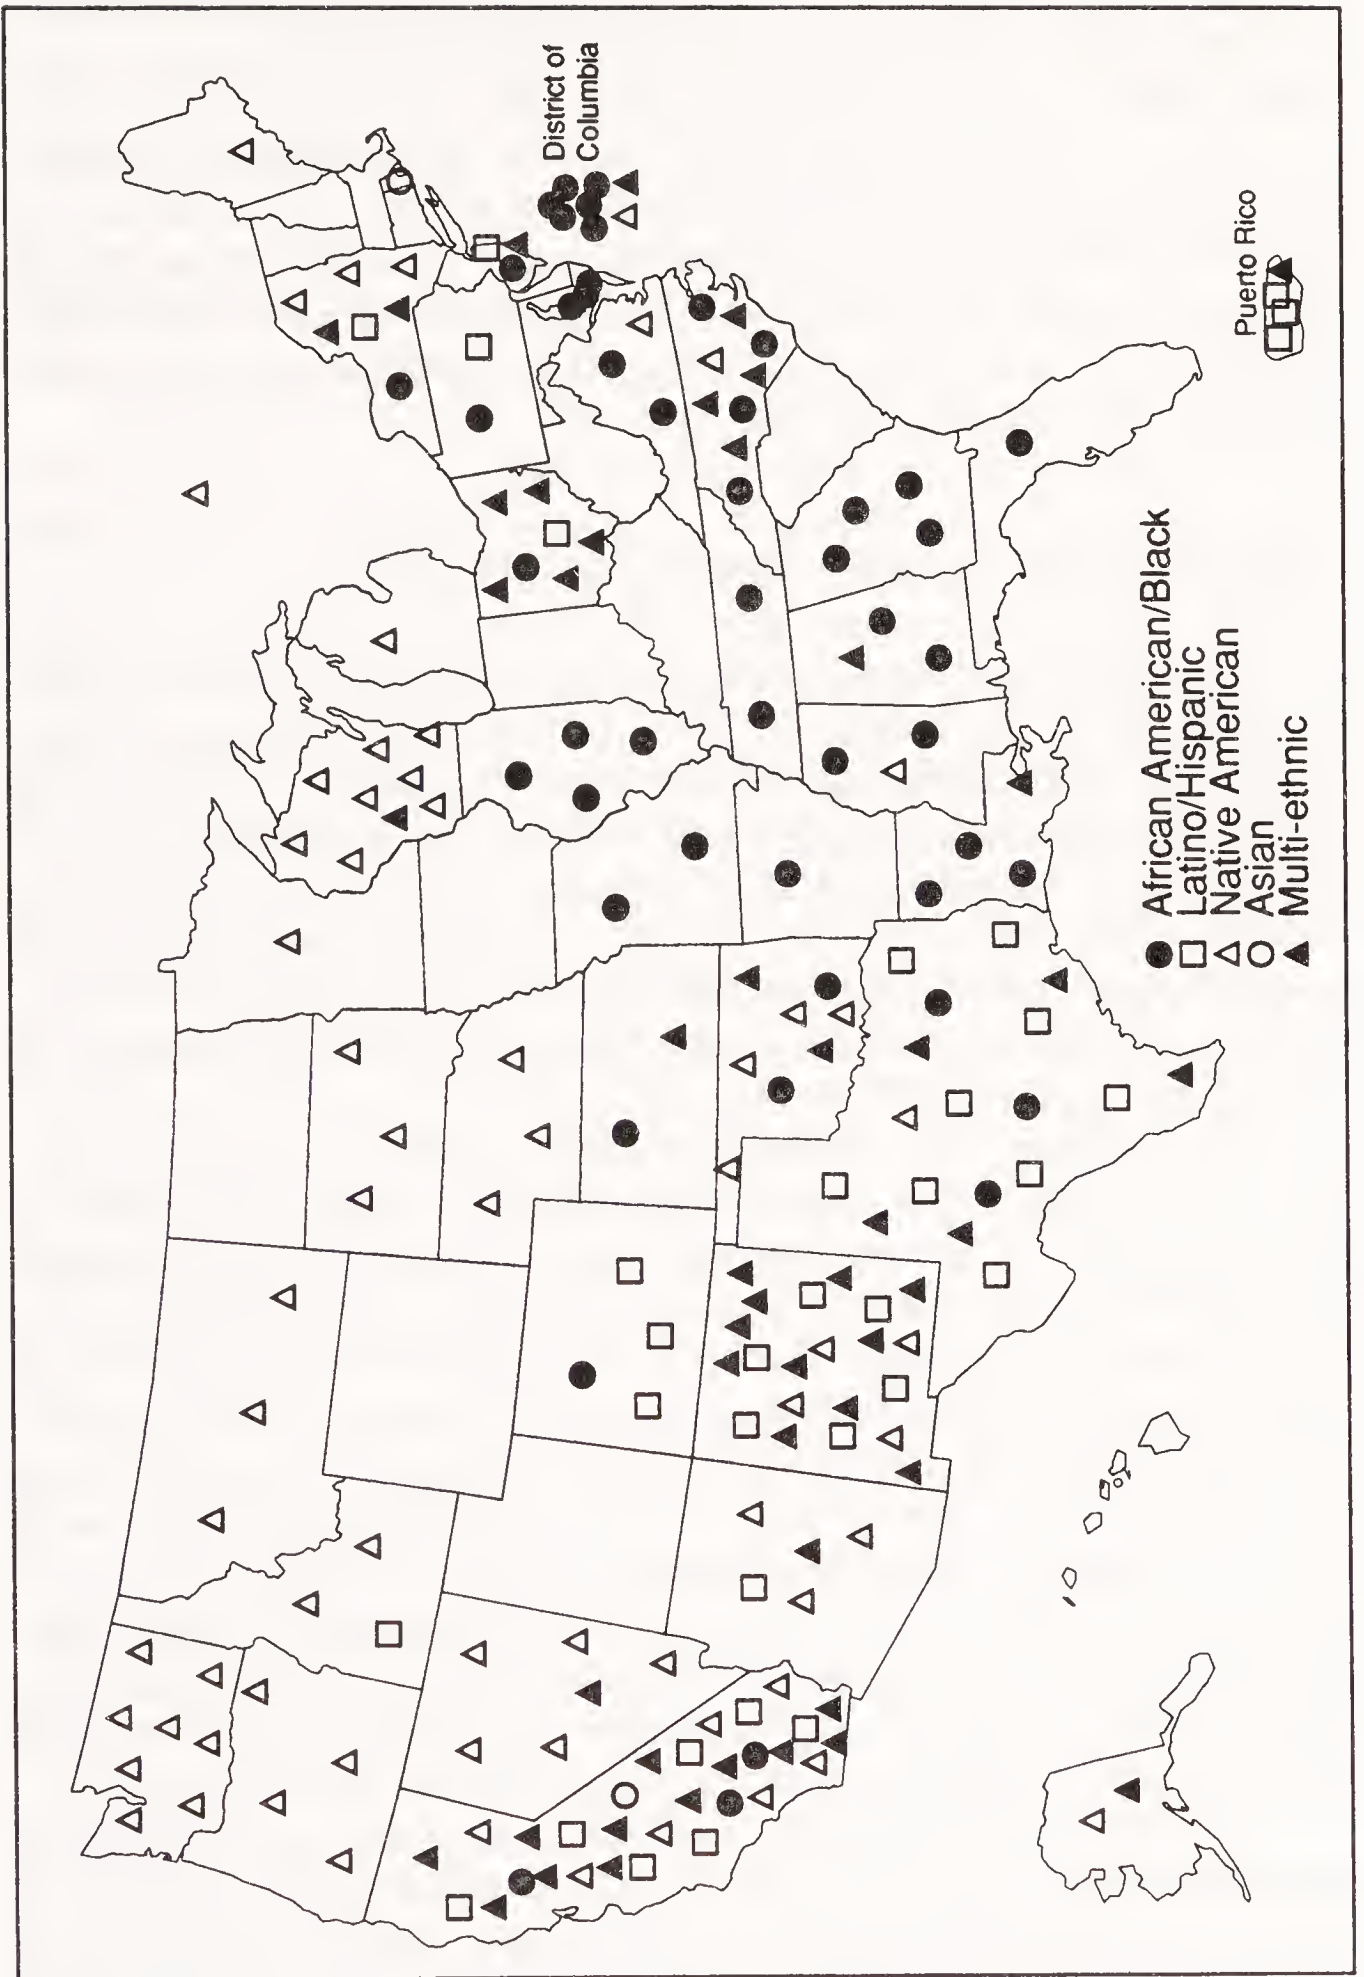 District of
Columbia
Puerto Rico
African American/Black
Latino/Hispanic
Native American
Asian
Multi-ethnic